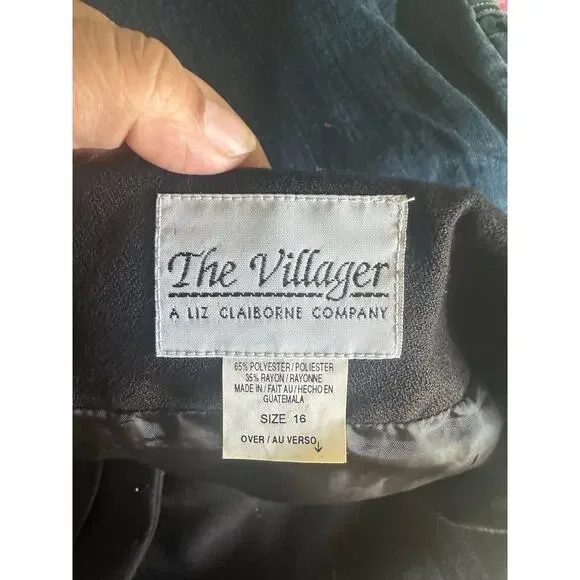 The Villager
A LIZ CLAIBORNE COMPANY
65% POLYESTER/POLIESTER
35% RAYON/RAYONNE
MADE IN/FAIT AU/HECHO EN
GUATEMALA
SIZE 16
OVER/AU VERSO↓